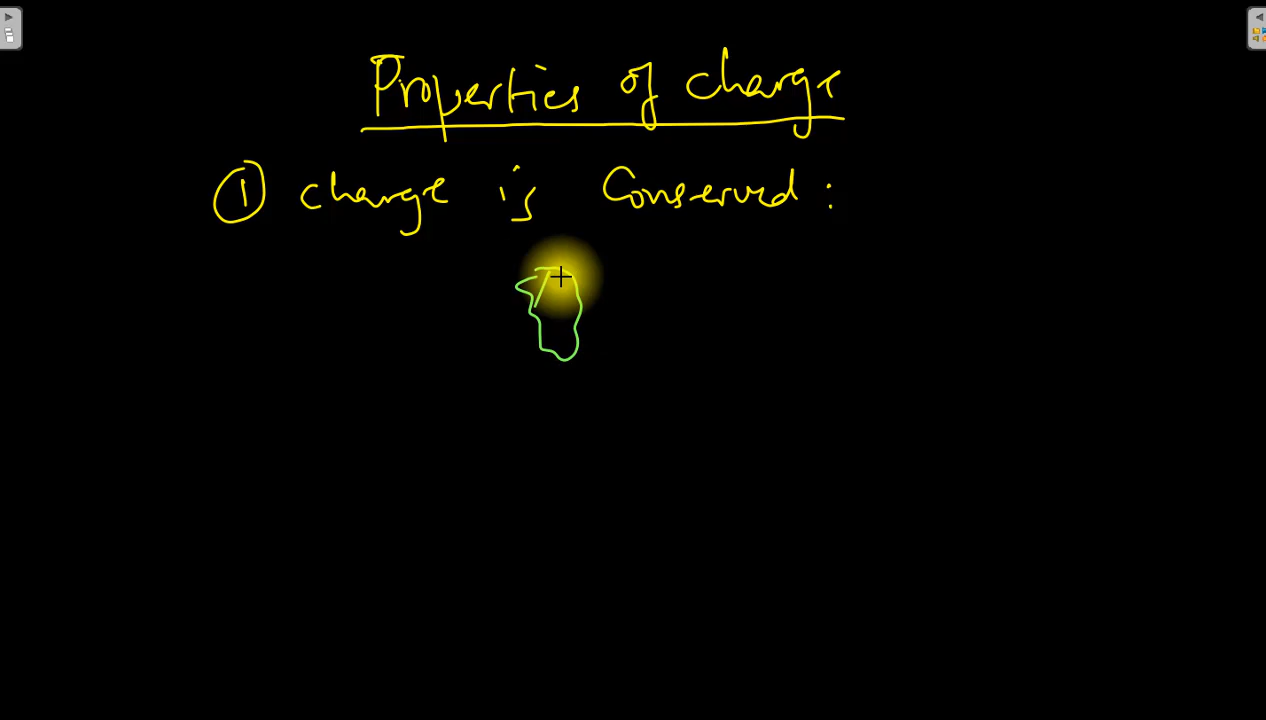 Properties of charge
① charge is Conserved :